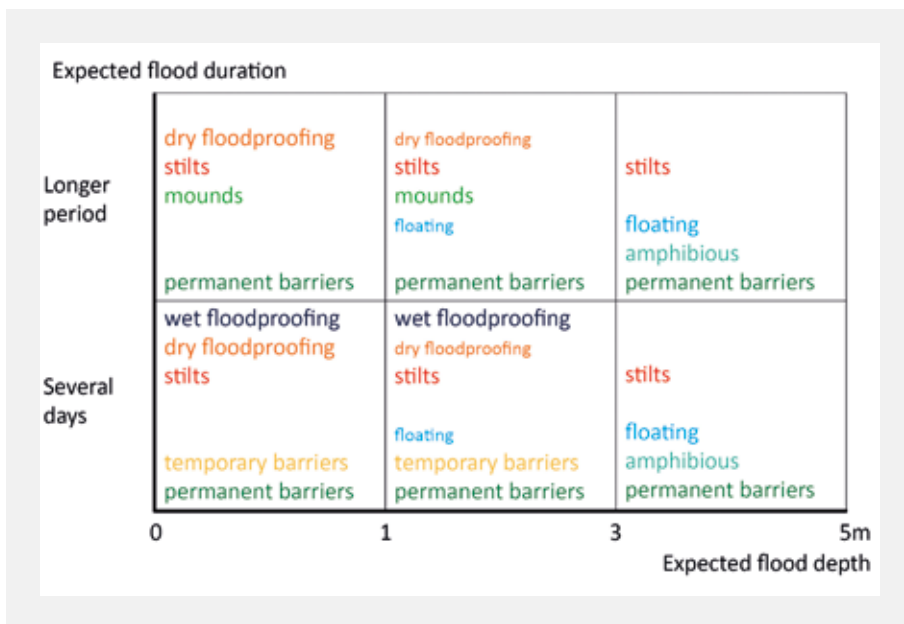 Expected flood duration
Longer
period
dry floodproofing
stilts
mounds
permanent barriers
dry floodproofing
stilts
mounds
floating
permanent barriers
stilts
floating
amphibious
permanent barriers
Several
days
wet floodproofing
dry floodproofing
stilts
temporary barriers
permanent barriers
wet floodproofing
dry floodproofing
stilts
floating
temporary barriers
permanent barriers
stilts
floating
amphibious
permanent barriers
0
1
3
5m
Expected flood depth